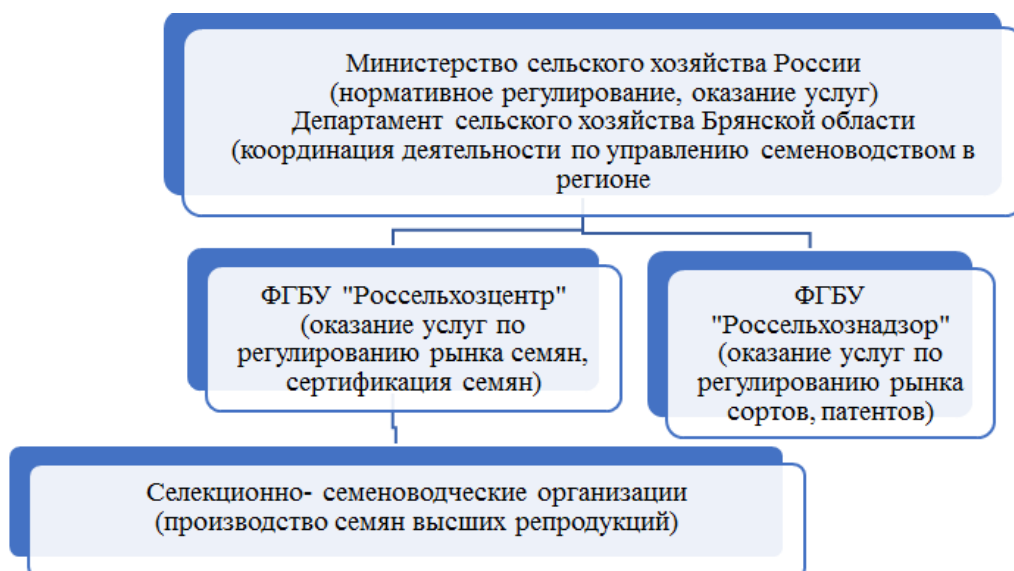 Министерство сельского хозяйства России
(нормативное регулирование, оказание услуг)
Департамент сельского хозяйства Брянской области
(координация деятельности по управлению семеноводством в
регионе
ФГБУ "Россельхозцентр"
(оказание услуг по
регулированию рынка семян,
сертификация семян)
ФГБУ
"Россельхознадзор"
(оказание услуг по
регулированию рынка
сортов, патентов)
Селекционно- семеноводческие организации
(производство семян высших репродукций)